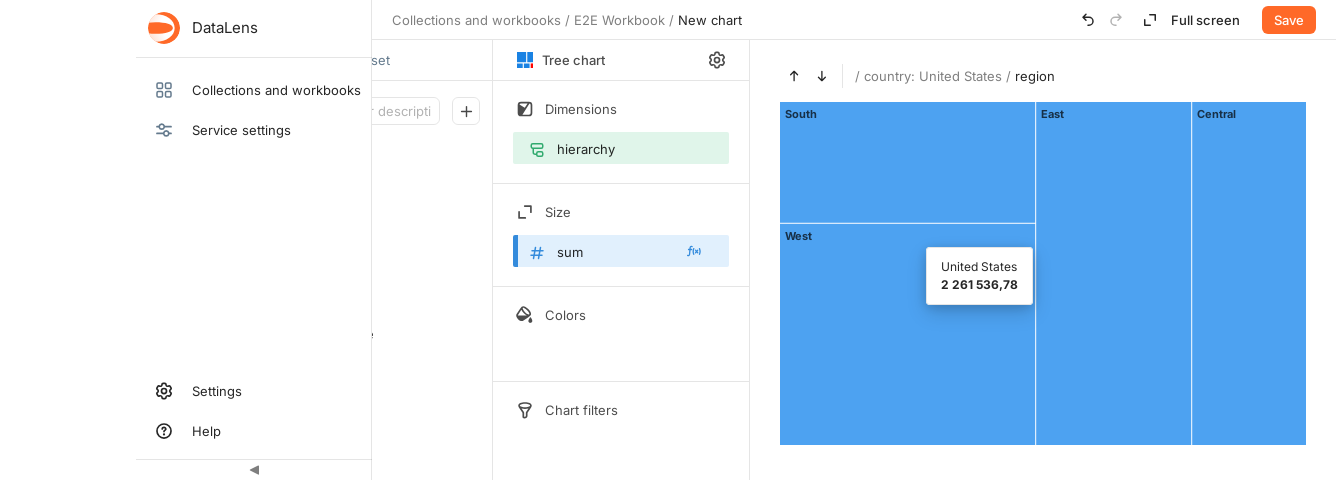 DataLens
Collections and workbooks
Service settings
Settings
Help
Collections and workbooks / E2E Workbook / New chart
Full screen
Save
set
r descripti
Tree chart
Dimensions
hierarchy
Size
sum
Colors
Chart filters
/ country: United States / region
South
East
Central
West
United States
2 261 536,78